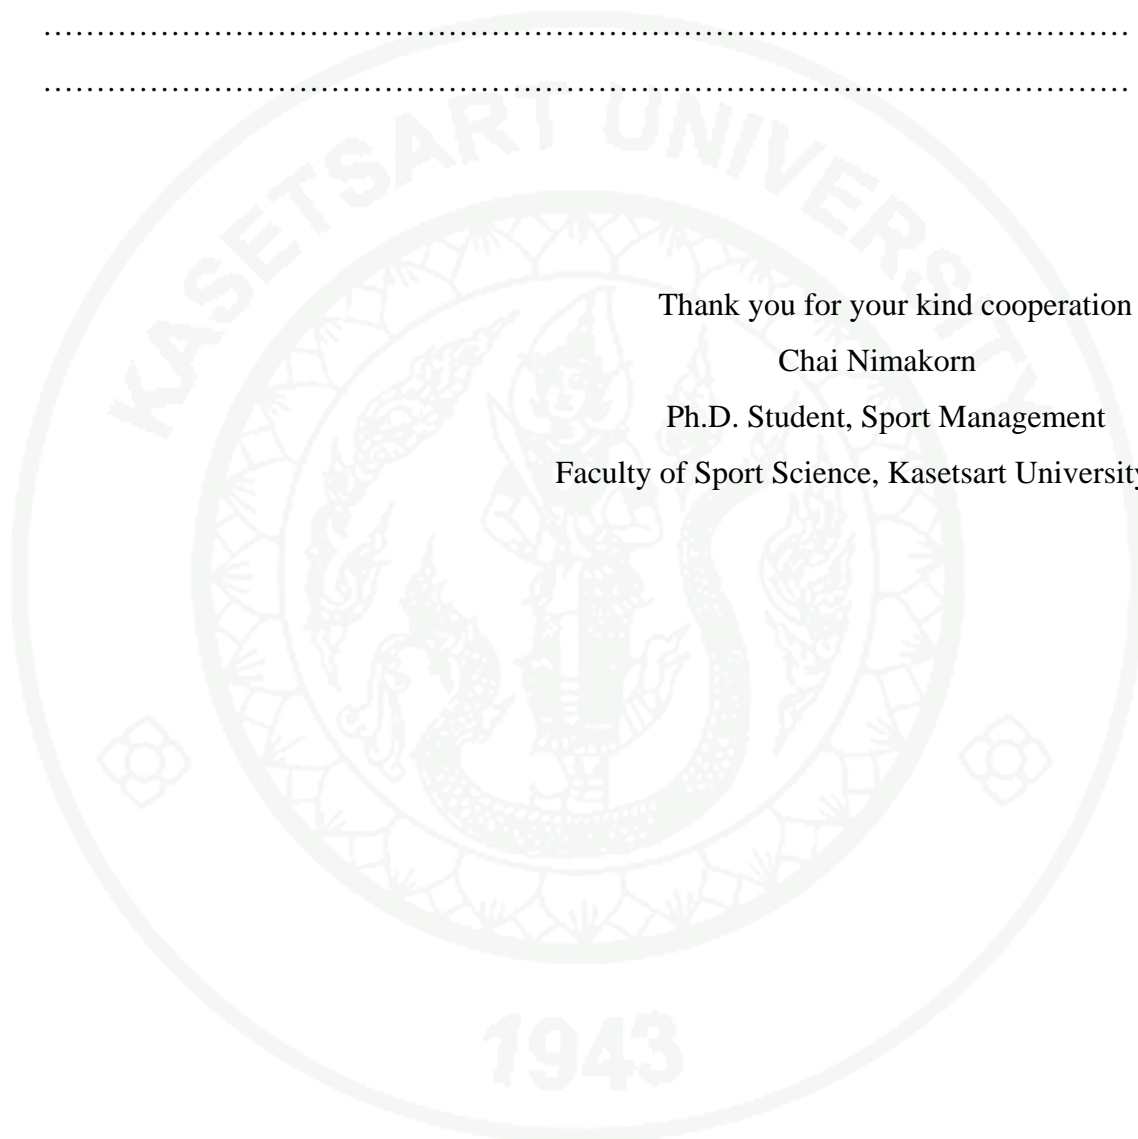 ……………………………………………………………………………………………
……………………………………………………………………………………………
KASETSART UNIVERSITY
Thank you for your kind cooperation
Chai Nimakorn
Ph.D. Student, Sport Management
Faculty of Sport Science, Kasetsart University
1943